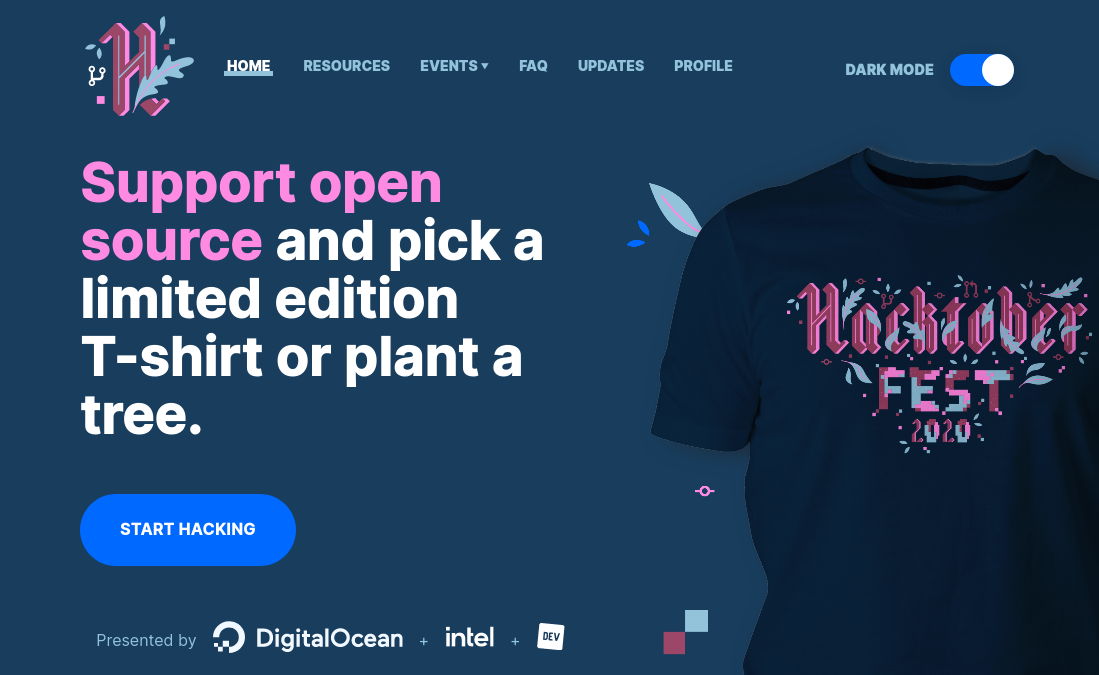 HOME
RESOURCES
EVENTS
FAQ
UPDATES
PROFILE
DARK MODE
Support open
source and pick a
limited edition
T-shirt or plant a
tree.
START HACKING
Presented by DigitalOcean + intel + DEV
Hacktober
FEST
2020